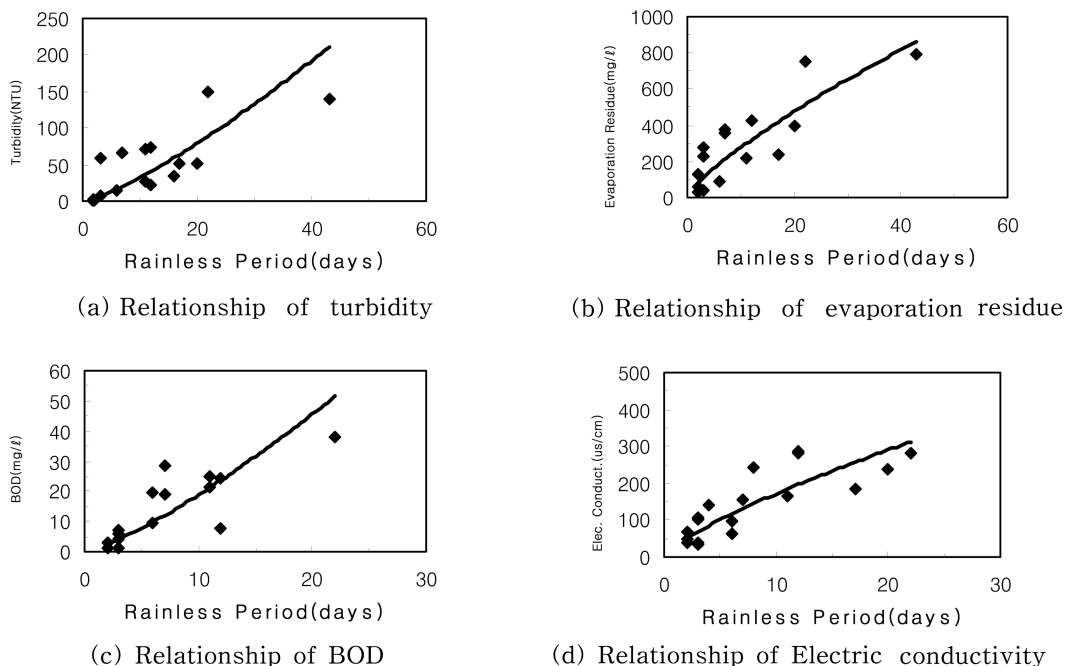 250
200
150
100
50
0
Turbidity(NTU)
0 20 40 60
Rainless Period(days)
(a) Relationship of turbidity
1000
800
600
400
200
0
Evaporation Residue(mg/ℓ)
0 20 40 60
Rainless Period(days)
(b) Relationship of evaporation residue
60
50
40
30
20
10
0
BOD(mg/ℓ)
0 10 20 30
Rainless Period(days)
(c) Relationship of BOD
500
400
300
200
100
0
Elec. Conduct.(us/cm)
0 10 20 30
Rainless Period(days)
(d) Relationship of Electric conductivity